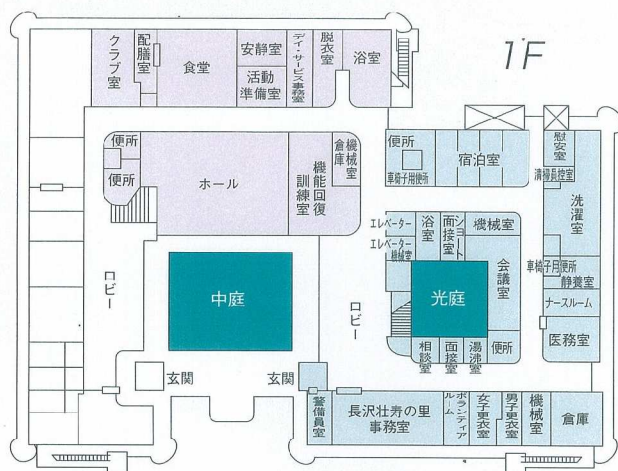 1F
クラブ室
配膳室
食堂
安静室
活動
準備室
デイ・サービス事務室
脱衣室
浴室
便所
便所
ホール
機能回復
訓練室
機械室
倉庫
便所
車椅子用便所
宿泊室
慰安室
清掃員控室
洗濯室
エレベーター
エレベーター
機械室
浴室
面接室
ショート
機械室
会議室
車椅子用便所
静養室
ナースルーム
医務室
ロビー
中庭
ロビー
光庭
相談室
面接室
湯沸室
便所
玄関
玄関
警備員室
長沢壮寿の里
事務室
ボランティア
ルーム
女子更衣室
男子更衣室
機械室
倉庫